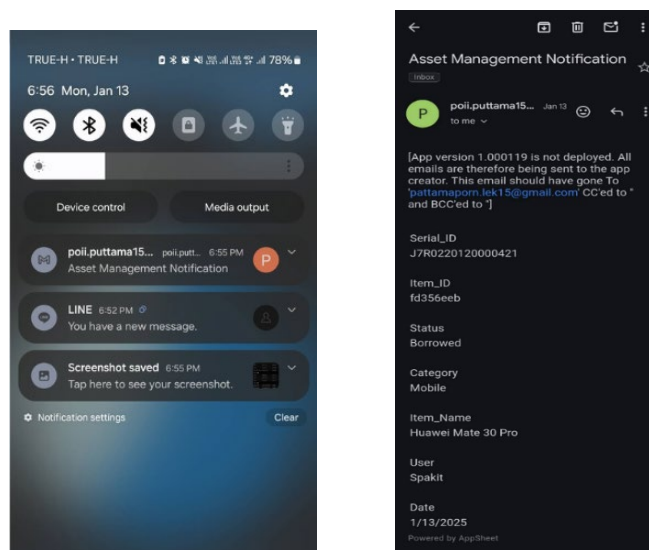 TRUE-H • TRUE-H
78%
6:56 Mon, Jan 13
Device control
Media output
poii.puttama15... poii.putt... 6:55 PM
Asset Management Notification
P
LINE 6:52 PM
You have a new message.
Screenshot saved 6:55 PM
Tap here to see your screenshot.
Notification settings
Clear
Asset Management Notification
Inbox
P
poii.puttama15... Jan 13
to me
[App version 1.000119 is not deployed. All
emails are therefore being sent to the app
creator. This email should have gone To
'pattamaporn.lek15@gmail.com' CC'ed to ''
and BCC'ed to '']
Serial_ID
J7R0220120000421
Item_ID
fd356eeb
Status
Borrowed
Category
Mobile
Item_Name
Huawei Mate 30 Pro
User
Spakit
Date
1/13/2025
Powered by AppSheet